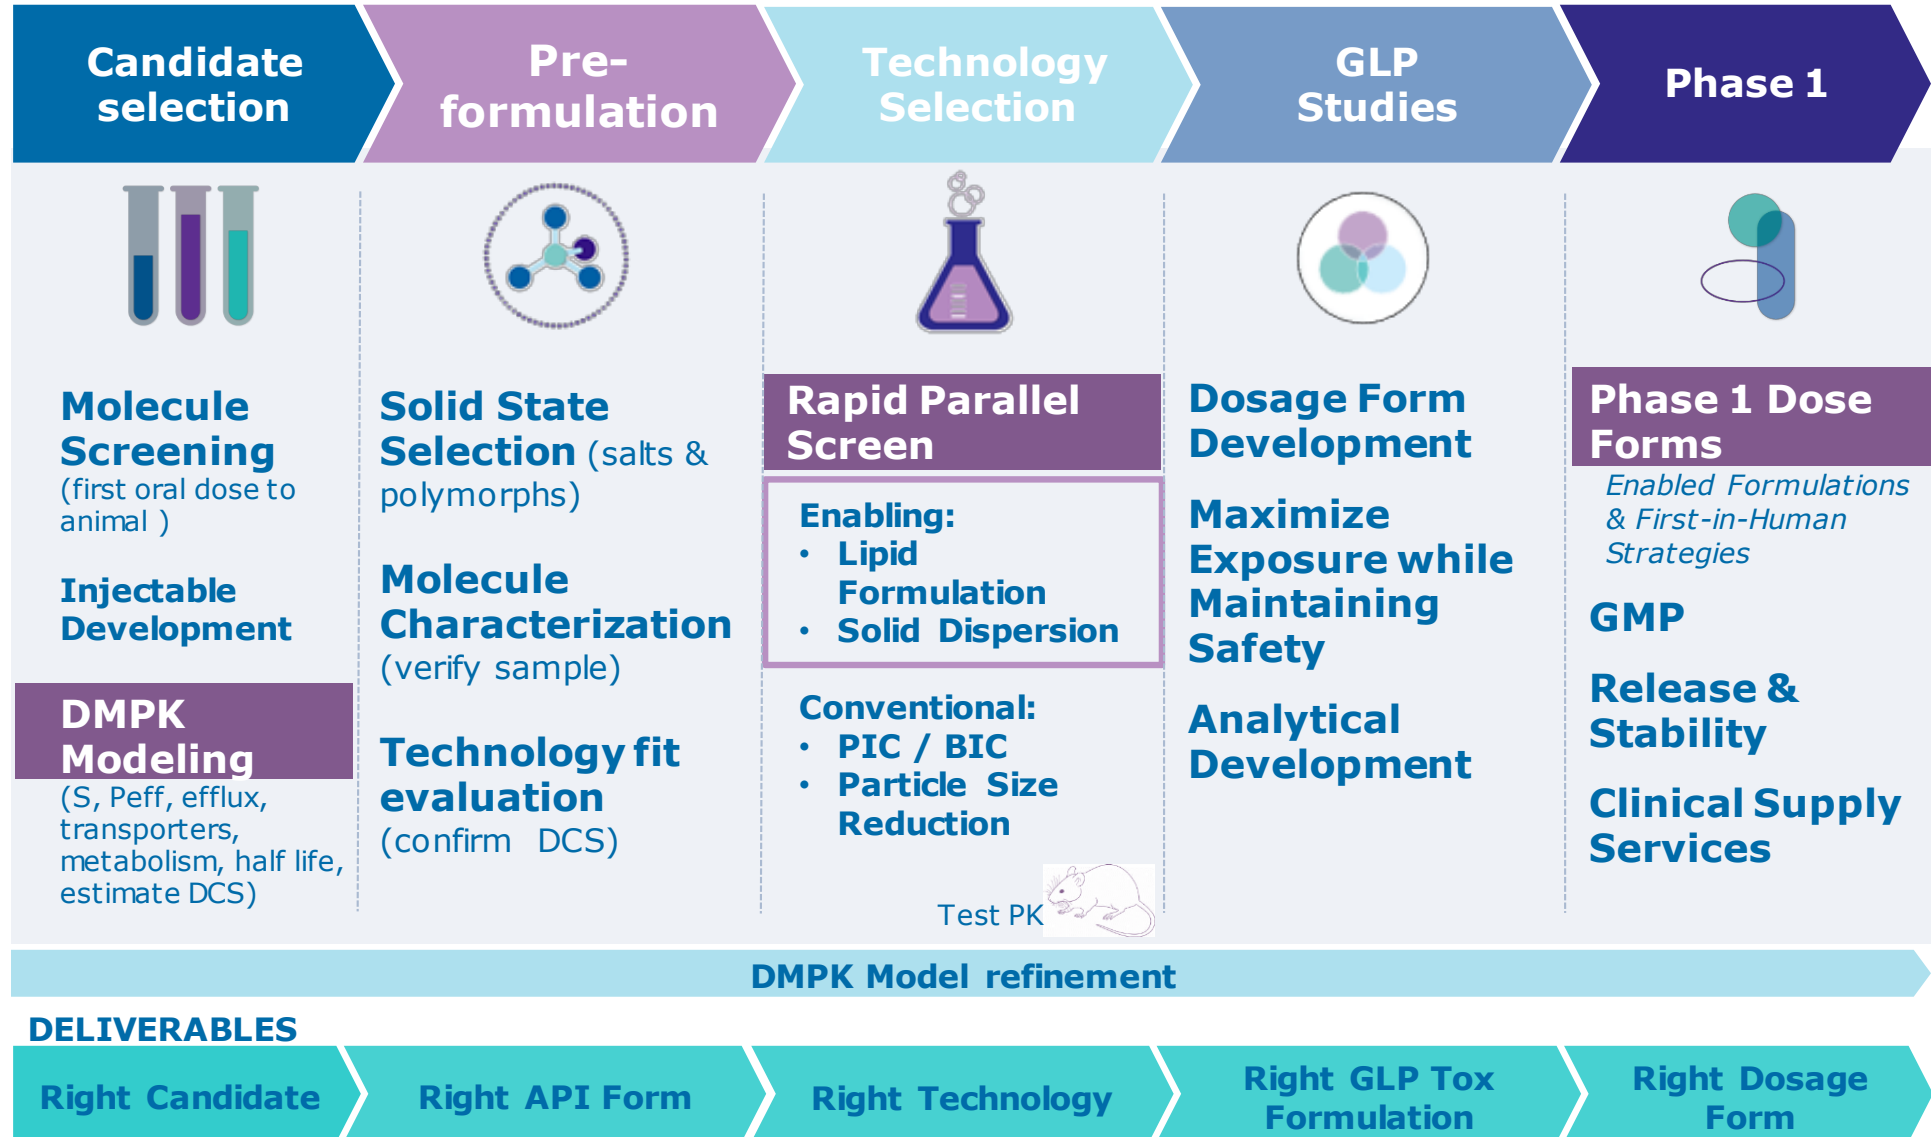 Candidate
selection
Pre-
formulation
Technology
Selection
GLP
Studies
Phase 1
Molecule
Screening
(first oral dose to
animal )
Injectable
Development
DMPK
Modeling
(S, Peff, efflux,
transporters,
metabolism, half life,
estimate DCS)
Solid State
Selection (salts &
polymorphs)
Molecule
Characterization
(verify sample)
Technology fit
evaluation
(confirm DCS)
Rapid Parallel
Screen
Enabling:
• Lipid
Formulation
• Solid Dispersion
Conventional:
• PIC / BIC
• Particle Size
Reduction
Test PK
Dosage Form
Development
Maximize
Exposure while
Maintaining
Safety
Analytical
Development
Phase 1 Dose
Forms
Enabled Formulations
& First-in-Human
Strategies
GMP
Release &
Stability
Clinical Supply
Services
DMPK Model refinement
DELIVERABLES
Right Candidate
Right API Form
Right Technology
Right GLP Tox
Formulation
Right Dosage
Form